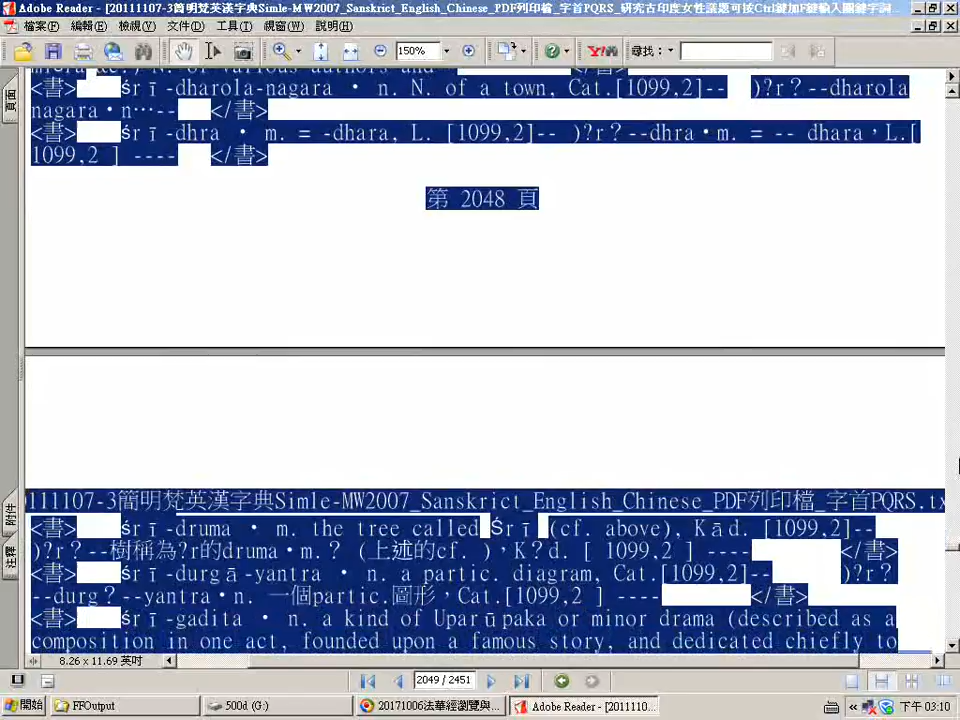 Adobe Reader - [20111107-3簡明梵英漢字典Simle-MW2007_Sanskrict_English_Chinese_PDF列印檔_字首PQRS_研究古印度女性議題可按Ctrl鍵加F鍵輸入關鍵字詞...
檔案(F) 編輯(E) 檢視(V) 文件(D) 工具(T) 視窗(W) 說明(H)
150% Y! 尋找:
頁面
N. of various authors and </書>
<書> śrī-dharola-nagara · n. N. of a town, Cat.[1099,2]-- )?r？--dharola
nagara·n…-- </書>
<書> śrī-dhra · m. = -dhara, L. [1099,2]-- )?r？--dhra·m. = -- dhara，L.[
1099,2 ] ---- </書>
第 2048 頁
111107-3簡明梵英漢字典Simle-MW2007_Sanskrict_English_Chinese_PDF列印檔_字首PQRS.tx
<書> śrī-druma · m. the tree called Śrī (cf. above), Kād. [1099,2]--
)?r？--樹稱為?r的druma·m.？ (上述的cf. )，K？d. [ 1099,2 ] ---- </書>
<書> śrī-durgā-yantra · n. a partic. diagram, Cat.[1099,2]-- )?r？
--durg？--yantra·n. 一個partic.圖形，Cat.[1099,2 ] ---- </書>
<書> śrī-gadita · n. a kind of Uparūpaka or minor drama (described as a
composition in one act, founded upon a famous story, and dedicated chiefly to
附件
注釋
8.26 x 11.69 英吋
2049 / 2451
開始 FFOutput 500d (G:) 20171006法華經瀏覽與... Adobe Reader - [2011110... 下午 03:10